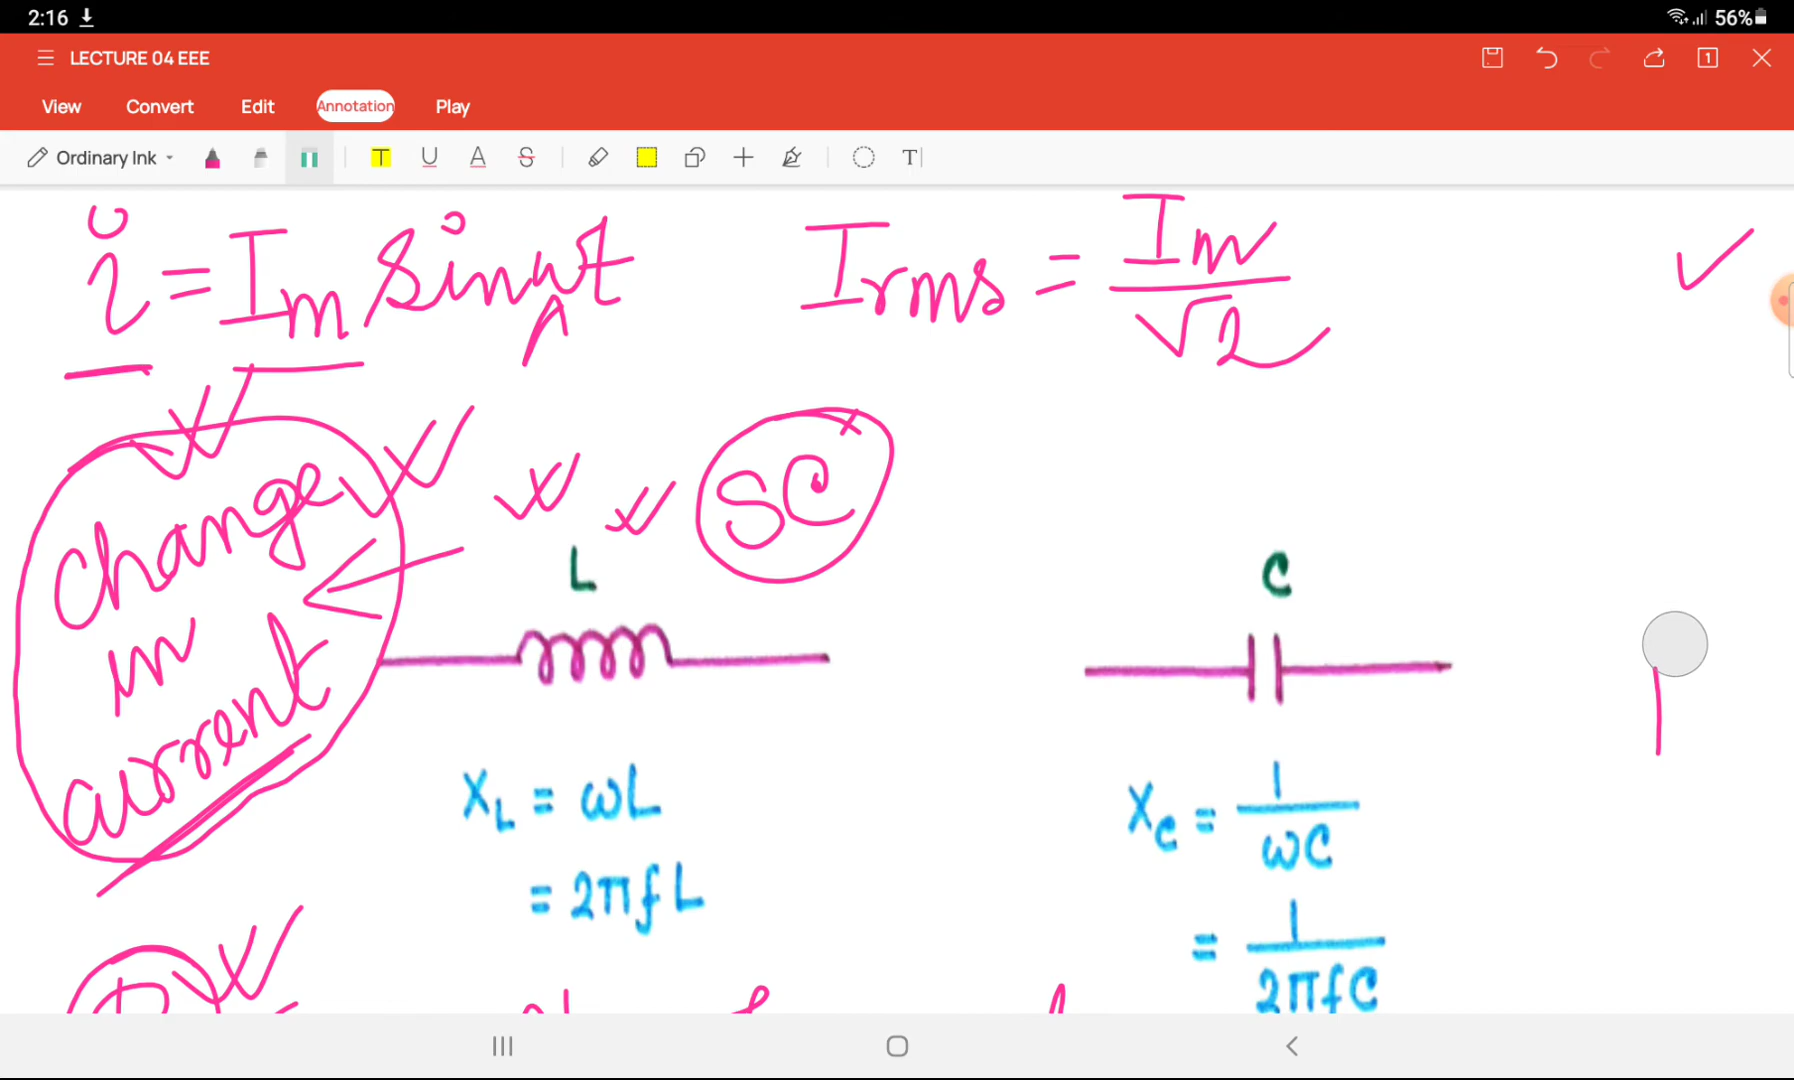 2:16 56%
LECTURE 04 EEE 1
View Convert Edit Annotation Play
Ordinary Ink T U A S T
i = Im sinωt Irms = Im/√2
SC
change
in
current
L C
XL = ωL XC = 1/ωC
= 2πfL = 1/2πfC